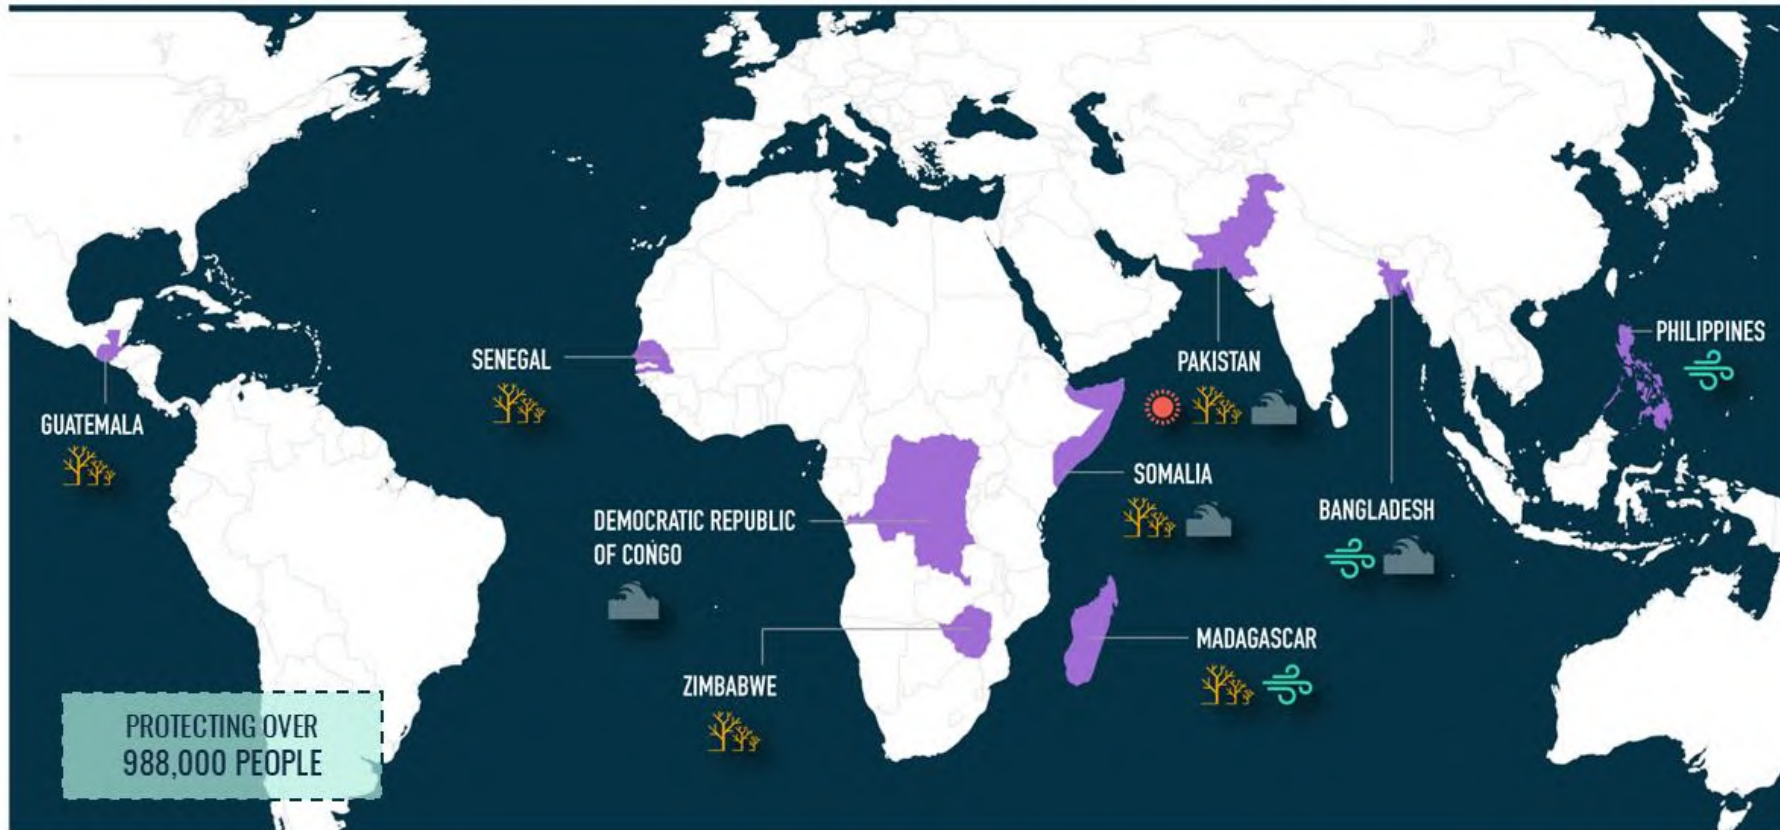 PHILIPPINES
SENEGAL
PAKISTAN
GUATEMALA
SOMALIA
DEMOCRATIC REPUBLIC
OF CONGO
BANGLADESH
MADAGASCAR
ZIMBABWE
PROTECTING OVER
988,000 PEOPLE